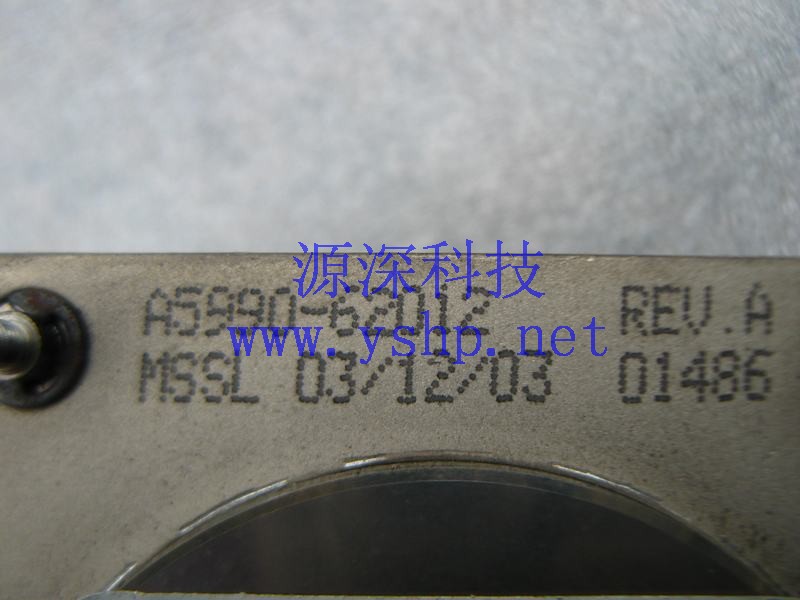 源深科技
A5990-62012 REV.A
www.yshp.net
MSSL 03/12/03 01486